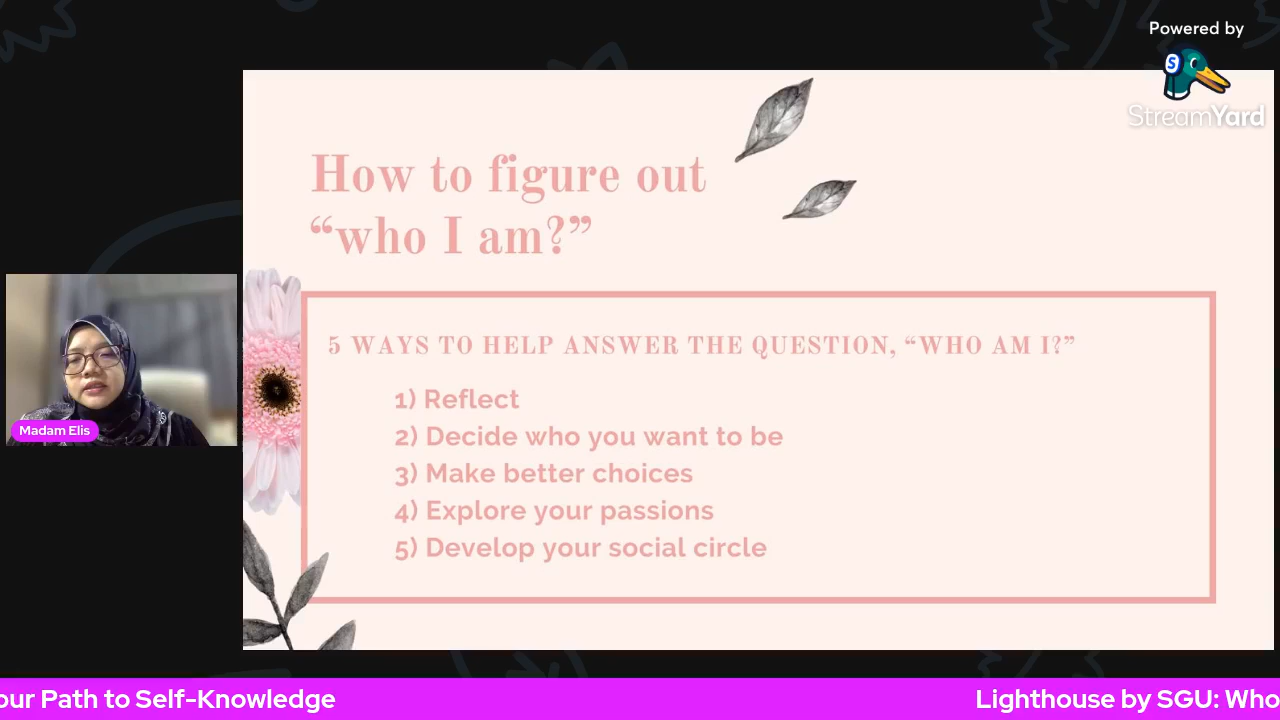 Powered by
S
StreamYard
How to figure out
“who I am?”
5 WAYS TO HELP ANSWER THE QUESTION, “WHO AM I?”
1) Reflect
2) Decide who you want to be
3) Make better choices
4) Explore your passions
5) Develop your social circle
Madam Elis
our Path to Self-Knowledge
Lighthouse by SGU: Who